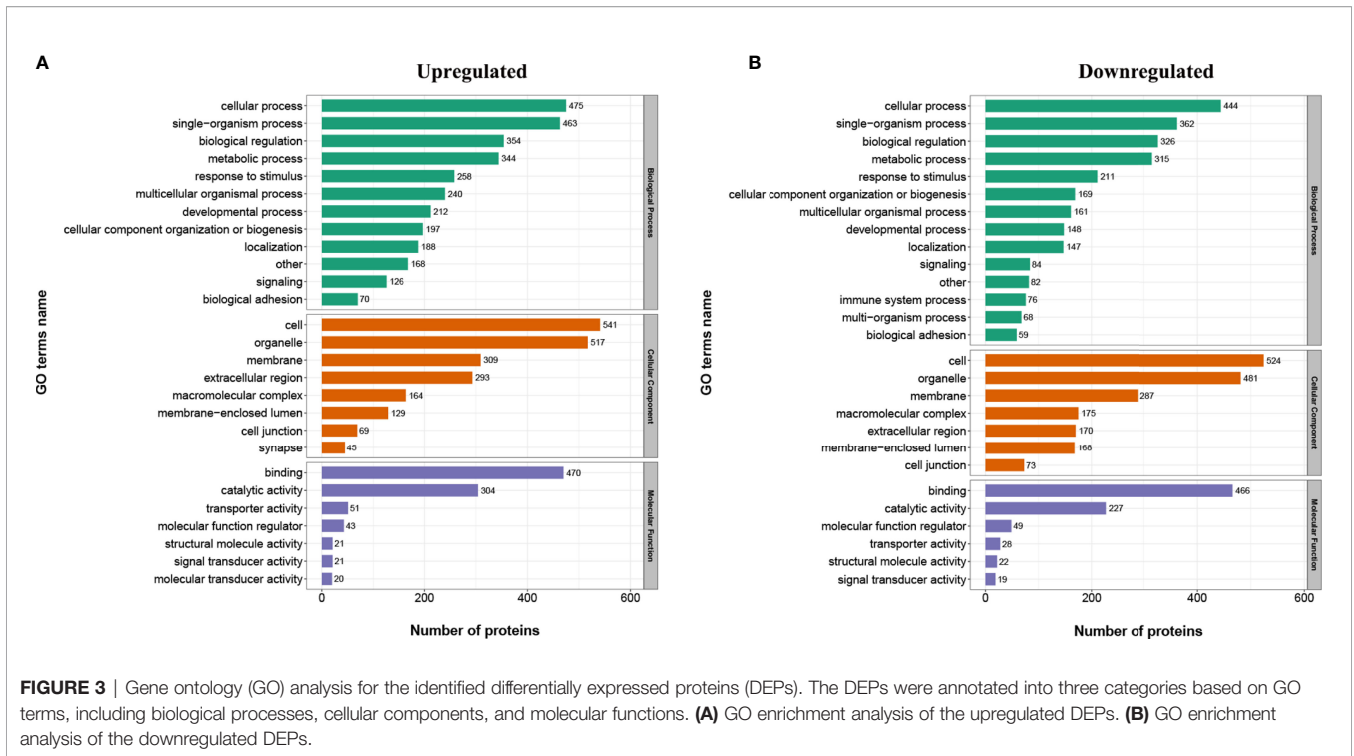 A
Upregulated
GO terms name
cellular process 475
single-organism process 463
biological regulation 354
metabolic process 344
response to stimulus 258
multicellular organismal process 240
developmental process 212
cellular component organization or biogenesis 197
localization 188
other 168
signaling 126
biological adhesion 70
Biological Process
cell 541
organelle 517
membrane 309
extracellular region 293
macromolecular complex 164
membrane-enclosed lumen 129
cell junction 69
synapse 45
Cellular Component
binding 470
catalytic activity 304
transporter activity 51
molecular function regulator 43
structural molecule activity 21
signal transducer activity 21
molecular transducer activity 20
Molecular Function
0 200 400 600
Number of proteins
B
Downregulated
GO terms name
cellular process 444
single-organism process 362
biological regulation 326
metabolic process 315
response to stimulus 211
cellular component organization or biogenesis 169
multicellular organismal process 161
developmental process 148
localization 147
signaling 84
other 82
immune system process 76
multi-organism process 68
biological adhesion 59
Biological Process
cell 524
organelle 481
membrane 287
macromolecular complex 175
extracellular region 170
membrane-enclosed lumen 168
cell junction 73
Cellular Component
binding 466
catalytic activity 227
molecular function regulator 49
transporter activity 28
structural molecule activity 22
signal transducer activity 19
Molecular Function
0 200 400 600
Number of proteins
FIGURE 3 | Gene ontology (GO) analysis for the identified differentially expressed proteins (DEPs). The DEPs were annotated into three categories based on GO
terms, including biological processes, cellular components, and molecular functions. (A) GO enrichment analysis of the upregulated DEPs. (B) GO enrichment
analysis of the downregulated DEPs.